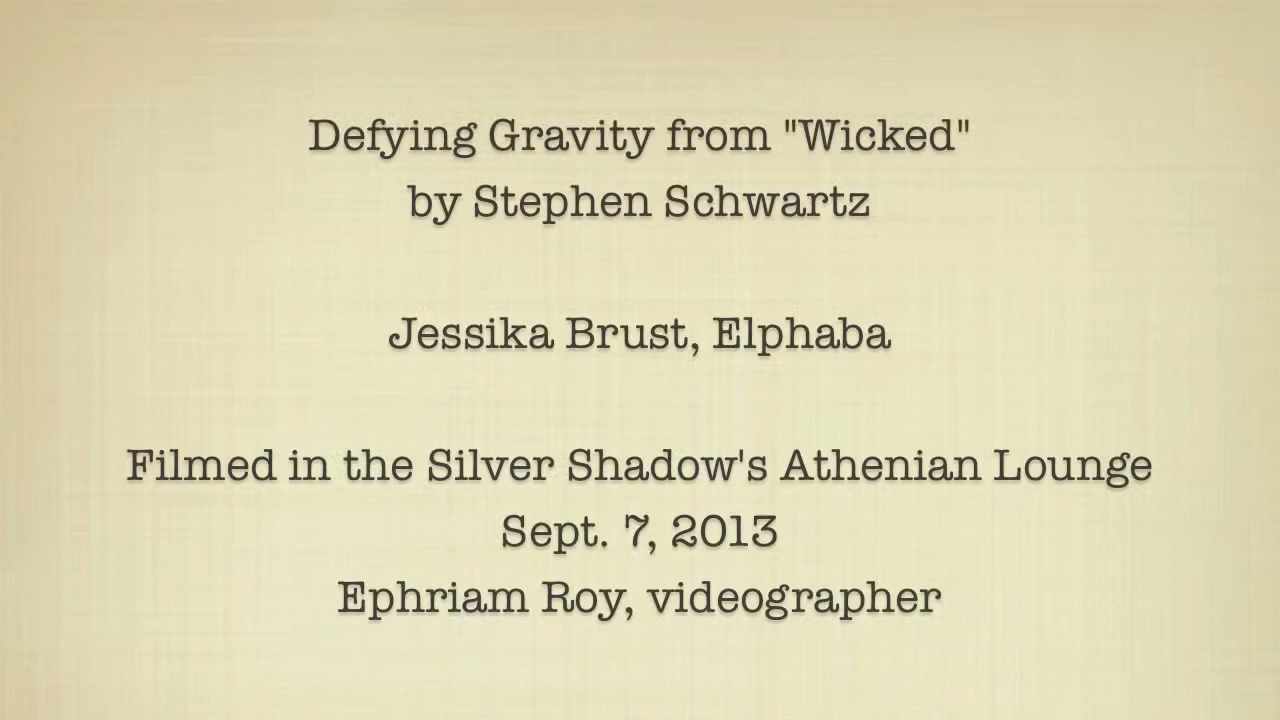 Defying Gravity from "Wicked"
by Stephen Schwartz
Jessika Brust, Elphaba
Filmed in the Silver Shadow's Athenian Lounge
Sept. 7, 2013
Ephriam Roy, videographer